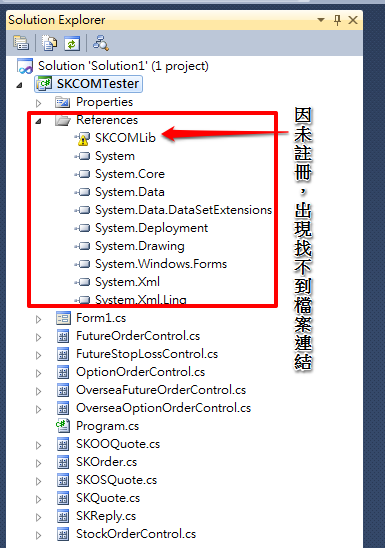 Solution Explorer
Solution 'Solution1' (1 project)
SKCOMTester
Properties
References
SKCOMLib
System
System.Core
System.Data
System.Data.DataSetExtensions
System.Deployment
System.Drawing
System.Windows.Forms
System.Xml
System.Xml.Linq
Form1.cs
FutureOrderControl.cs
FutureStopLossControl.cs
OptionOrderControl.cs
OverseaFutureOrderControl.cs
OverseaOptionOrderControl.cs
Program.cs
SKOOQuote.cs
SKOrder.cs
SKOSQuote.cs
SKQuote.cs
SKReply.cs
StockOrderControl.cs
因未註冊，出現找不到檔案連結